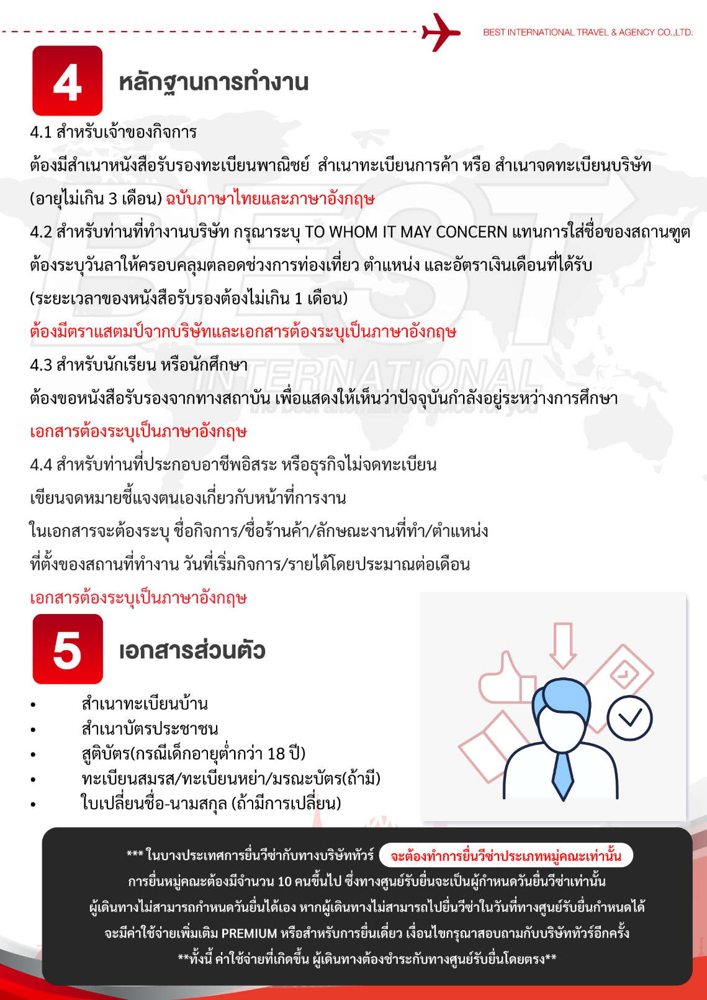 BEST INTERNATIONAL TRAVEL & AGENCY CO.,LTD.
4 หลักฐานการทำงาน
4.1 สำหรับเจ้าของกิจการ
ต้องมีสำเนาหนังสือรับรองทะเบียนพาณิชย์ สำเนาทะเบียนการค้า หรือ สำเนาจดทะเบียนบริษัท
(อายุไม่เกิน 3 เดือน) ฉบับภาษาไทยและภาษาอังกฤษ
4.2 สำหรับท่านที่ทำงานบริษัท กรุณาระบุ TO WHOM IT MAY CONCERN แทนการใส่ชื่อของสถานฑูต
ต้องระบุวันลาให้ครอบคลุมตลอดช่วงการท่องเที่ยว ตำแหน่ง และอัตราเงินเดือนที่ได้รับ
(ระยะเวลาของหนังสือรับรองต้องไม่เกิน 1 เดือน)
ต้องมีตราแสตมป์จากบริษัทและเอกสารต้องระบุเป็นภาษาอังกฤษ
4.3 สำหรับนักเรียน หรือนักศึกษา
ต้องขอหนังสือรับรองจากทางสถาบัน เพื่อแสดงให้เห็นว่าปัจจุบันกำลังอยู่ระหว่างการศึกษา
เอกสารต้องระบุเป็นภาษาอังกฤษ
4.4 สำหรับท่านที่ประกอบอาชีพอิสระ หรือธุรกิจไม่จดทะเบียน
เขียนจดหมายชี้แจงตนเองเกี่ยวกับหน้าที่การงาน
ในเอกสารจะต้องระบุ ชื่อกิจการ/ชื่อร้านค้า/ลักษณะงานที่ทำ/ตำแหน่ง
ที่ตั้งของสถานที่ทำงาน วันที่เริ่มกิจการ/รายได้โดยประมาณต่อเดือน
เอกสารต้องระบุเป็นภาษาอังกฤษ
BEST
INTERNATIONAL
the best alternative choice for you
5 เอกสารส่วนตัว
• สำเนาทะเบียนบ้าน
• สำเนาบัตรประชาชน
• สูติบัตร(กรณีเด็กอายุต่ำกว่า 18 ปี)
• ทะเบียนสมรส/ทะเบียนหย่า/มรณะบัตร(ถ้ามี)
• ใบเปลี่ยนชื่อ-นามสกุล (ถ้ามีการเปลี่ยน)
*** ในบางประเทศการยื่นวีซ่ากับทางบริษัททัวร์ จะต้องทำการยื่นวีซ่าประเภทหมู่คณะเท่านั้น
การยื่นหมู่คณะต้องมีจำนวน 10 คนขึ้นไป ซึ่งทางศูนย์รับยื่นจะเป็นผู้กำหนดวันยื่นวีซ่าเท่านั้น
ผู้เดินทางไม่สามารถกำหนดวันยื่นได้เอง หากผู้เดินทางไม่สามารถไปยื่นวีซ่าในวันที่ทางศูนย์รับยื่นกำหนดได้
จะมีค่าใช้จ่ายเพิ่มเติม PREMIUM หรือสำหรับการยื่นเดี่ยว เงื่อนไขกรุณาสอบถามกับบริษัททัวร์อีกครั้ง
**ทั้งนี้ ค่าใช้จ่ายที่เกิดขึ้น ผู้เดินทางต้องชำระกับทางศูนย์รับยื่นโดยตรง**